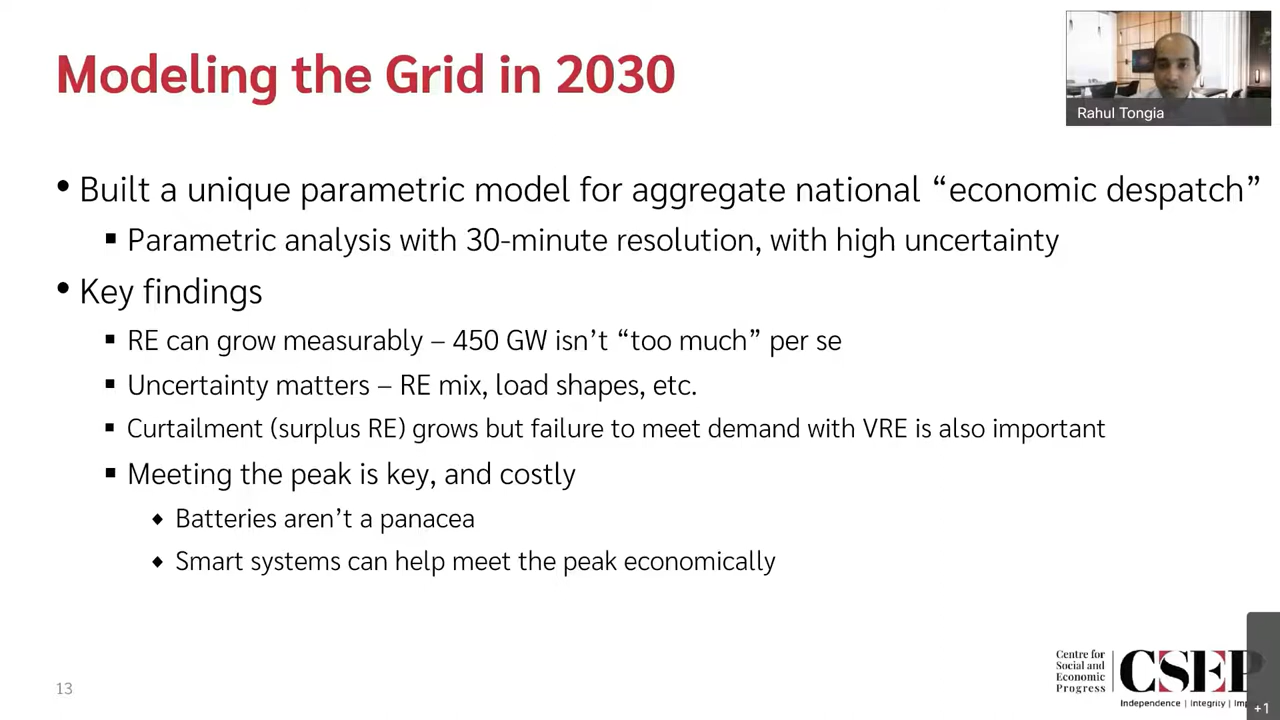 Modeling the Grid in 2030
Rahul Tongia
• Built a unique parametric model for aggregate national “economic despatch”
▪ Parametric analysis with 30-minute resolution, with high uncertainty
• Key findings
▪ RE can grow measurably – 450 GW isn’t “too much” per se
▪ Uncertainty matters – RE mix, load shapes, etc.
▪ Curtailment (surplus RE) grows but failure to meet demand with VRE is also important
▪ Meeting the peak is key, and costly
◆ Batteries aren’t a panacea
◆ Smart systems can help meet the peak economically
Centre for
Social and
Economic
Progress
CSEP
Independence | Integrity |
13
+1